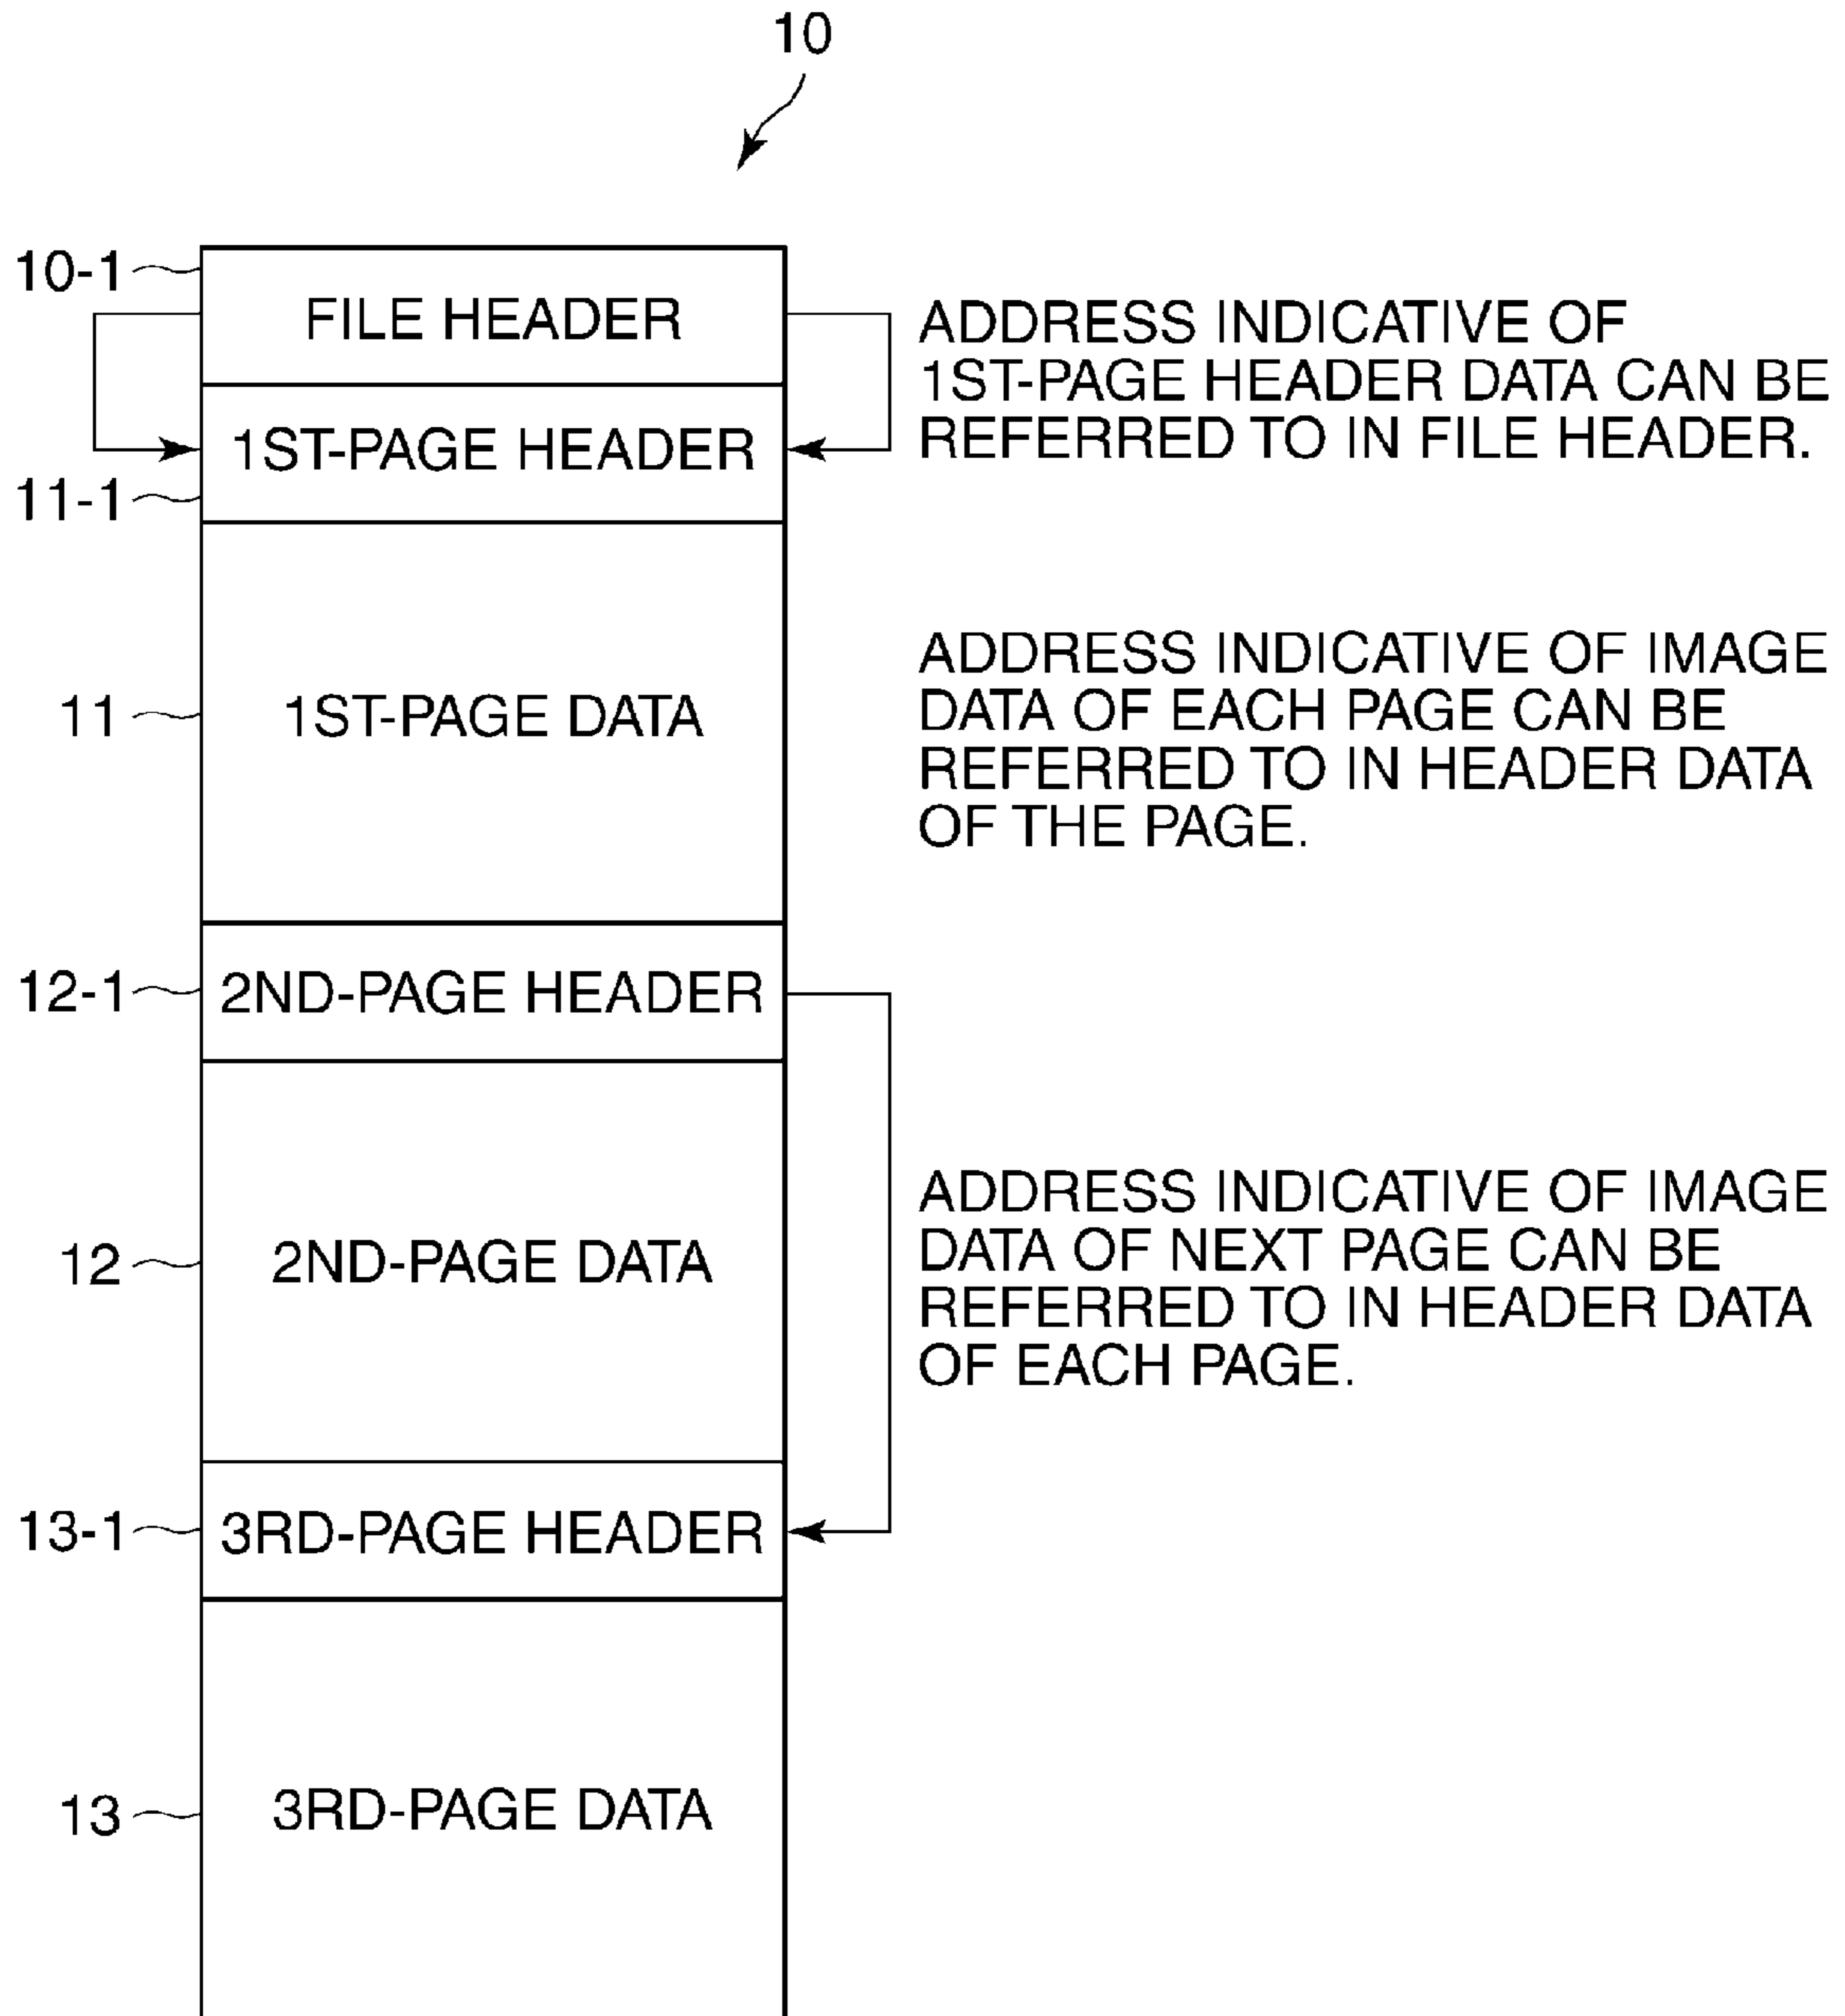 10
10-1
FILE HEADER
ADDRESS INDICATIVE OF
1ST-PAGE HEADER DATA CAN BE
REFERRED TO IN FILE HEADER.
1ST-PAGE HEADER
11-1
11
1ST-PAGE DATA
ADDRESS INDICATIVE OF IMAGE
DATA OF EACH PAGE CAN BE
REFERRED TO IN HEADER DATA
OF THE PAGE.
12-1
2ND-PAGE HEADER
12
2ND-PAGE DATA
ADDRESS INDICATIVE OF IMAGE
DATA OF NEXT PAGE CAN BE
REFERRED TO IN HEADER DATA
OF EACH PAGE.
13-1
3RD-PAGE HEADER
13
3RD-PAGE DATA